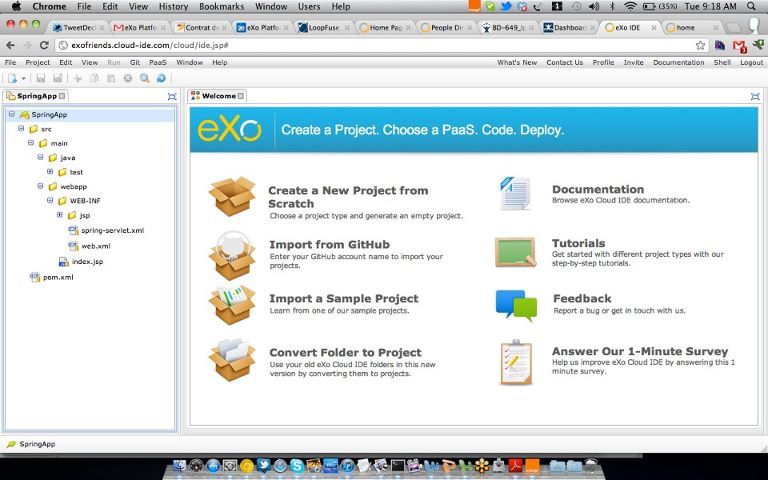 Chrome File Edit View History Bookmarks Window Users Help (35%) Tue 9:18 AM
TweetDec eXo Platfo Contrat de eXo Platfo LoopFuse Home Page People Di BD-649_Ip Dashboar eXo IDE home
exofriends.cloud-ide.com/cloud/ide.jsp#
File Project Edit View Run Git PaaS Window Help What's New Contact Us Profile Invite Documentation Shell Logout
SpringApp Welcome
SpringApp
src
main
java
test
webapp
WEB-INF
jsp
spring-servlet.xml
web.xml
index.jsp
pom.xml
eXo Create a Project. Choose a PaaS. Code. Deploy.
Create a New Project from
Scratch
Choose a project type and generate an empty project.
Import from GitHub
Enter your GitHub account name to import your
projects.
Import a Sample Project
Learn from one of our sample projects.
Convert Folder to Project
Use your old eXo Cloud IDE folders in this new
version by converting them to projects.
Documentation
Browse eXo Cloud IDE documentation.
Tutorials
Get started with different project types with our
step-by-step tutorials.
Feedback
Report a bug or get in touch with us.
Answer Our 1-Minute Survey
Help us improve eXo Cloud IDE by answering this 1
minute survey.
SpringApp